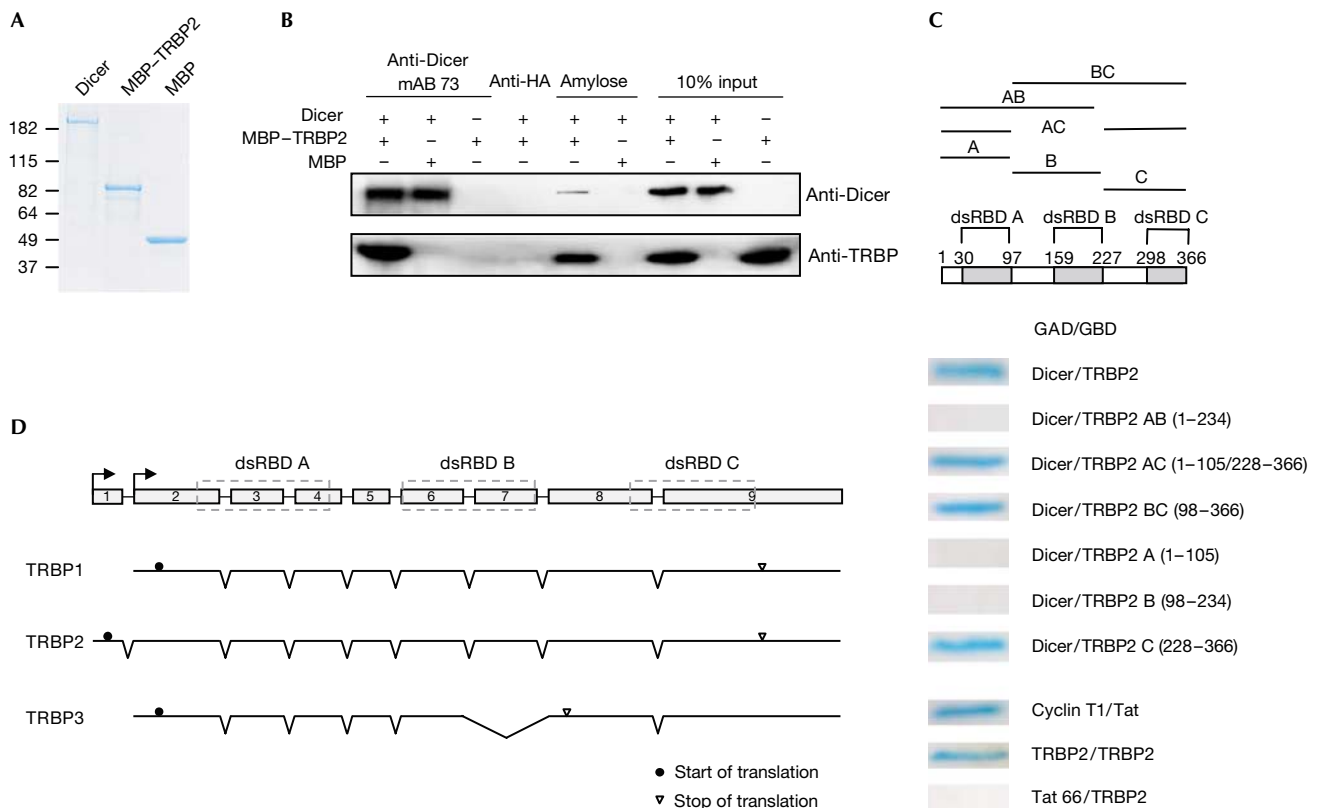 A
Dicer
MBP–TRBP2
MBP
182
115
82
64
49
37
B
Anti-Dicer
mAB 73
Anti-HA
Amylose
10% input
Dicer + + – + + + + + –
MBP–TRBP2 + – + + + – + – +
MBP – + – – – + – + –
Anti-Dicer
Anti-TRBP
C
BC
AB
AC
A
B
C
dsRBD A dsRBD B dsRBD C
1 30 97 159 227 298 366
GAD/GBD
Dicer/TRBP2
Dicer/TRBP2 AB (1–234)
Dicer/TRBP2 AC (1–105/228–366)
Dicer/TRBP2 BC (98–366)
Dicer/TRBP2 A (1–105)
Dicer/TRBP2 B (98–234)
Dicer/TRBP2 C (228–366)
Cyclin T1/Tat
TRBP2/TRBP2
Tat 66/TRBP2
D
dsRBD A dsRBD B dsRBD C
1 2 3 4 5 6 7 8 9
TRBP1
TRBP2
TRBP3
Start of translation
Stop of translation